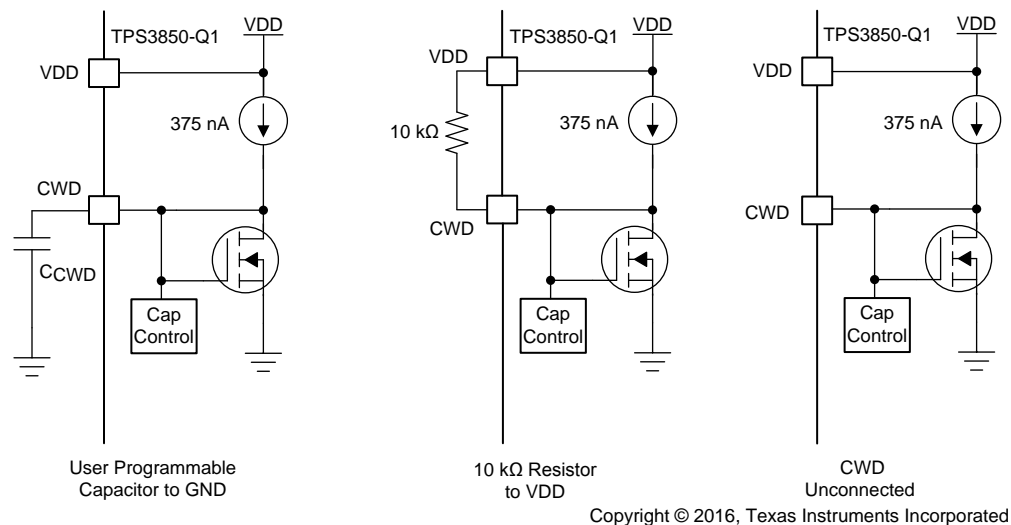 TPS3850-Q1
VDD
VDD
375 nA
CWD
CCWD
Cap
Control
User Programmable
Capacitor to GND
TPS3850-Q1
VDD
VDD
10 kΩ
375 nA
CWD
Cap
Control
10 kΩ Resistor
to VDD
TPS3850-Q1
VDD
VDD
375 nA
CWD
Cap
Control
CWD
Unconnected
Copyright © 2016, Texas Instruments Incorporated